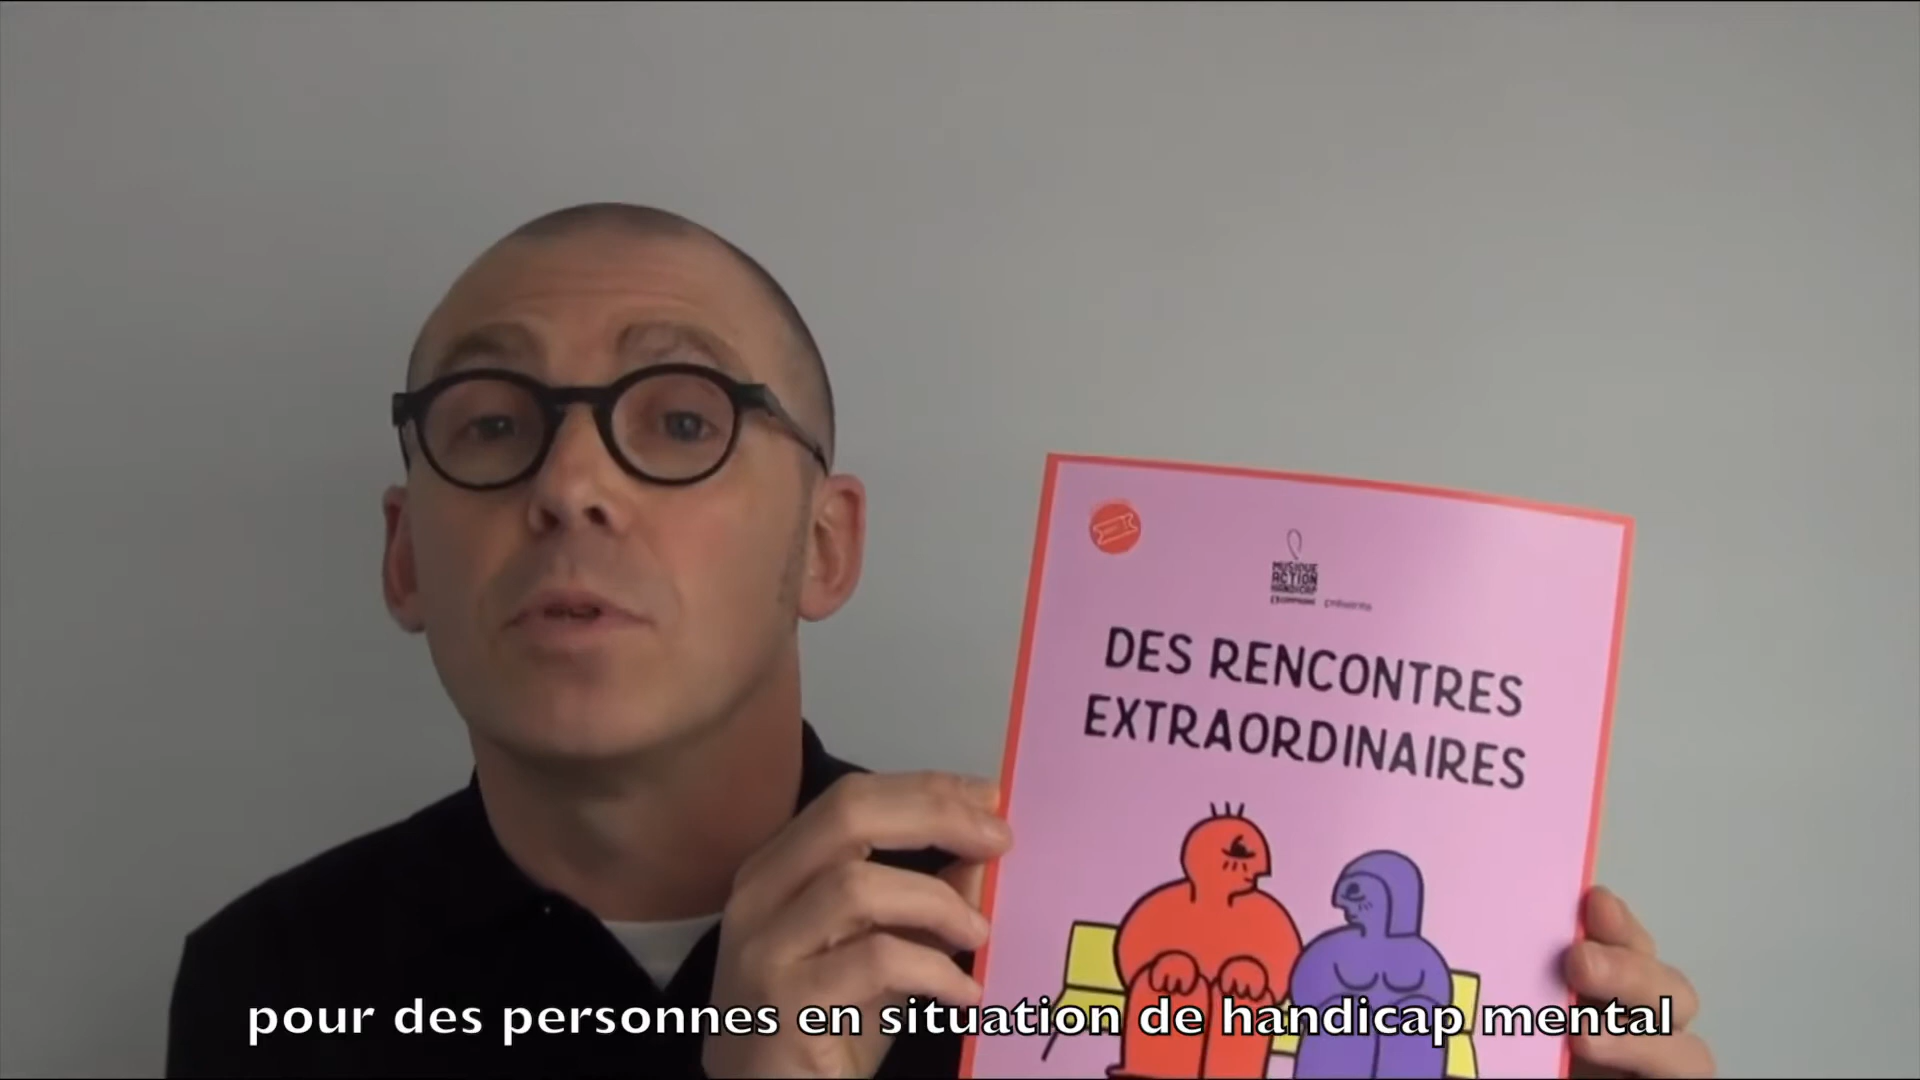 MUSIQUE
ACTION
HANDICAP
DES RENCONTRES
EXTRAORDINAIRES
pour des personnes en situation de handicap mental